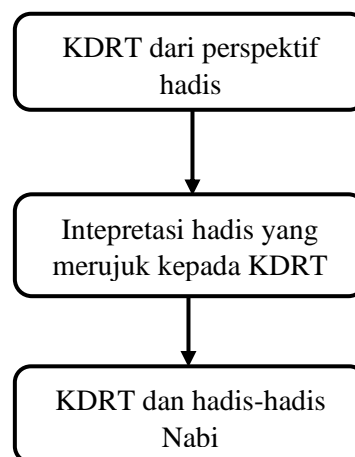 KDRT dari perspektif
hadis
Intepretasi hadis yang
merujuk kepada KDRT
KDRT dan hadis-hadis
Nabi